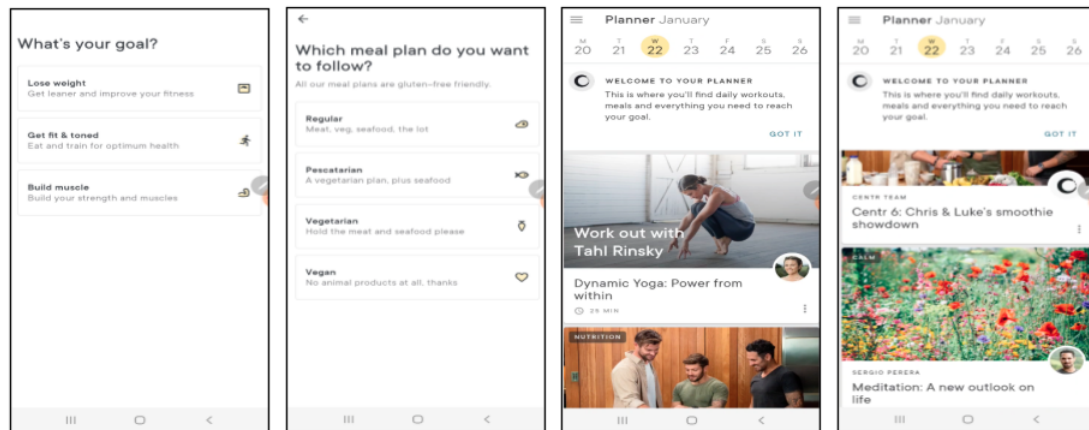 What's your goal?
Lose weight
Get leaner and improve your fitness
Get fit & toned
Eat and train for optimum health
Build muscle
Build your strength and muscles
Which meal plan do you want
to follow?
All our meal plans are gluten-free friendly.
Regular
Meat, veg, seafood, the lot
Pescatarian
A vegetarian plan, plus seafood
Vegetarian
Hold the meat and seafood please
Vegan
No animal products at all, thanks
Planner January
M T W T F S S
20 21 22 23 24 25 26
WELCOME TO YOUR PLANNER
This is where you'll find daily workouts,
meals and everything you need to reach
your goal.
GOT IT
Work out with
Tahl Rinsky
Dynamic Yoga: Power from
within
29 MIN
NUTRITION
Planner January
M T W T F S S
20 21 22 23 24 25 26
WELCOME TO YOUR PLANNER
This is where you'll find daily workouts,
meals and everything you need to reach
your goal.
GOT IT
CENTR TEAM
Centr 6: Chris & Luke's smoothie
showdown
CALM
SERGIO PERERA
Meditation: A new outlook on
life